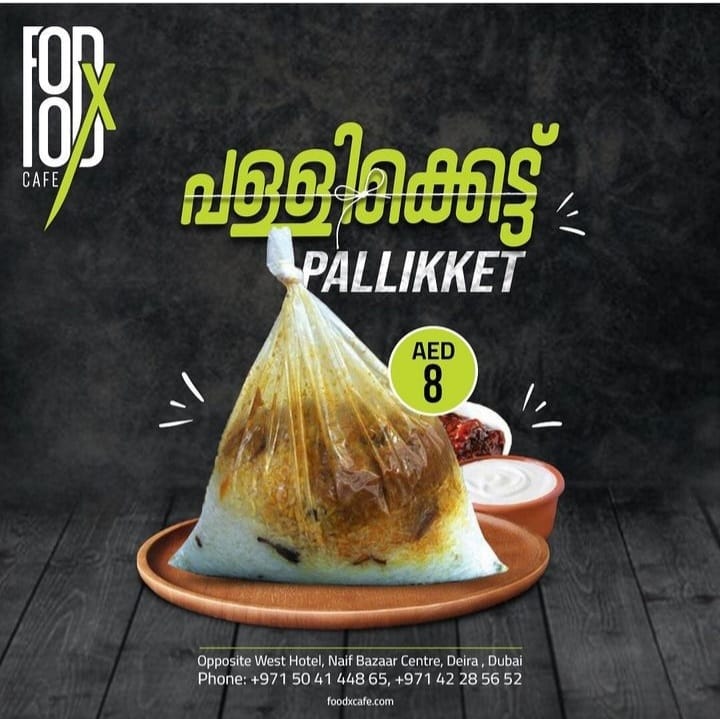 FOODX
CAFE
പള്ളിക്കെട്ട്
PALLIKKET
AED
8
Opposite West Hotel, Naif Bazaar Centre, Deira , Dubai
Phone: +971 50 41 448 65, +971 42 28 56 52
foodxcafe.com